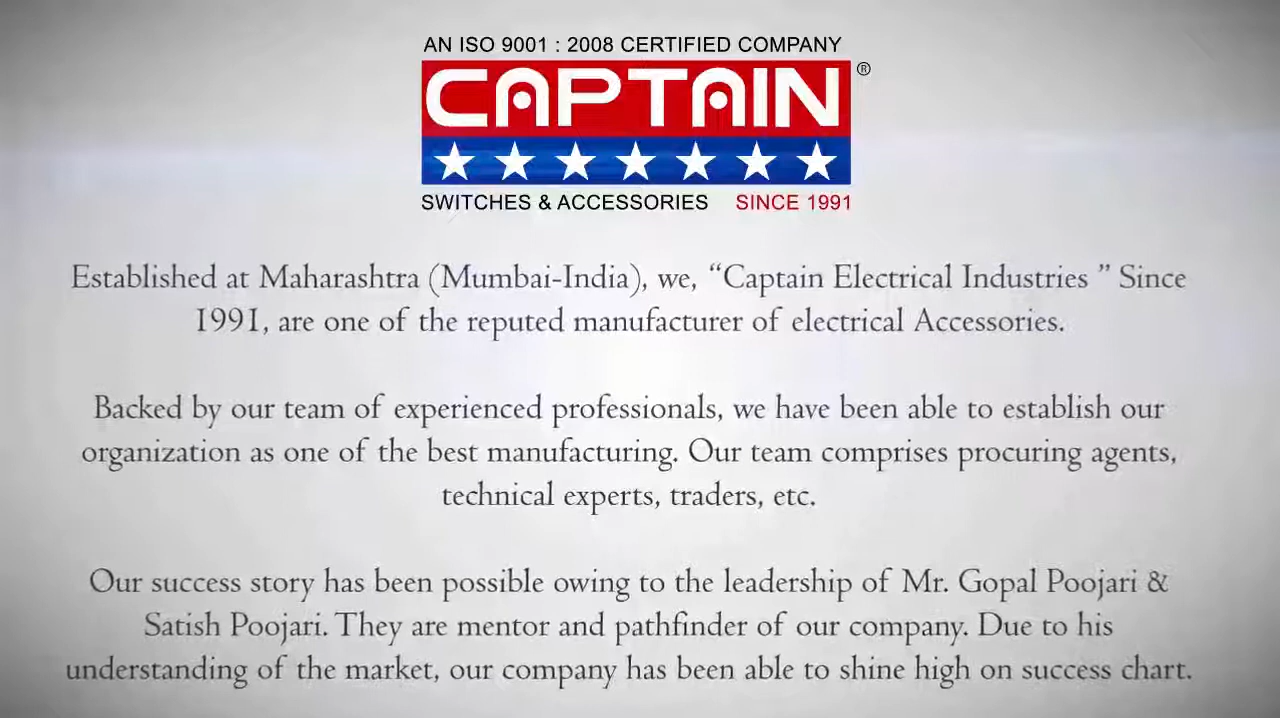 AN ISO 9001 : 2008 CERTIFIED COMPANY
CAPTAIN ®
SWITCHES & ACCESSORIES SINCE 1991
Established at Maharashtra (Mumbai-India), we, “Captain Electrical Industries ” Since
1991, are one of the reputed manufacturer of electrical Accessories.
Backed by our team of experienced professionals, we have been able to establish our
organization as one of the best manufacturing. Our team comprises procuring agents,
technical experts, traders, etc.
Our success story has been possible owing to the leadership of Mr. Gopal Poojari &
Satish Poojari. They are mentor and pathfinder of our company. Due to his
understanding of the market, our company has been able to shine high on success chart.